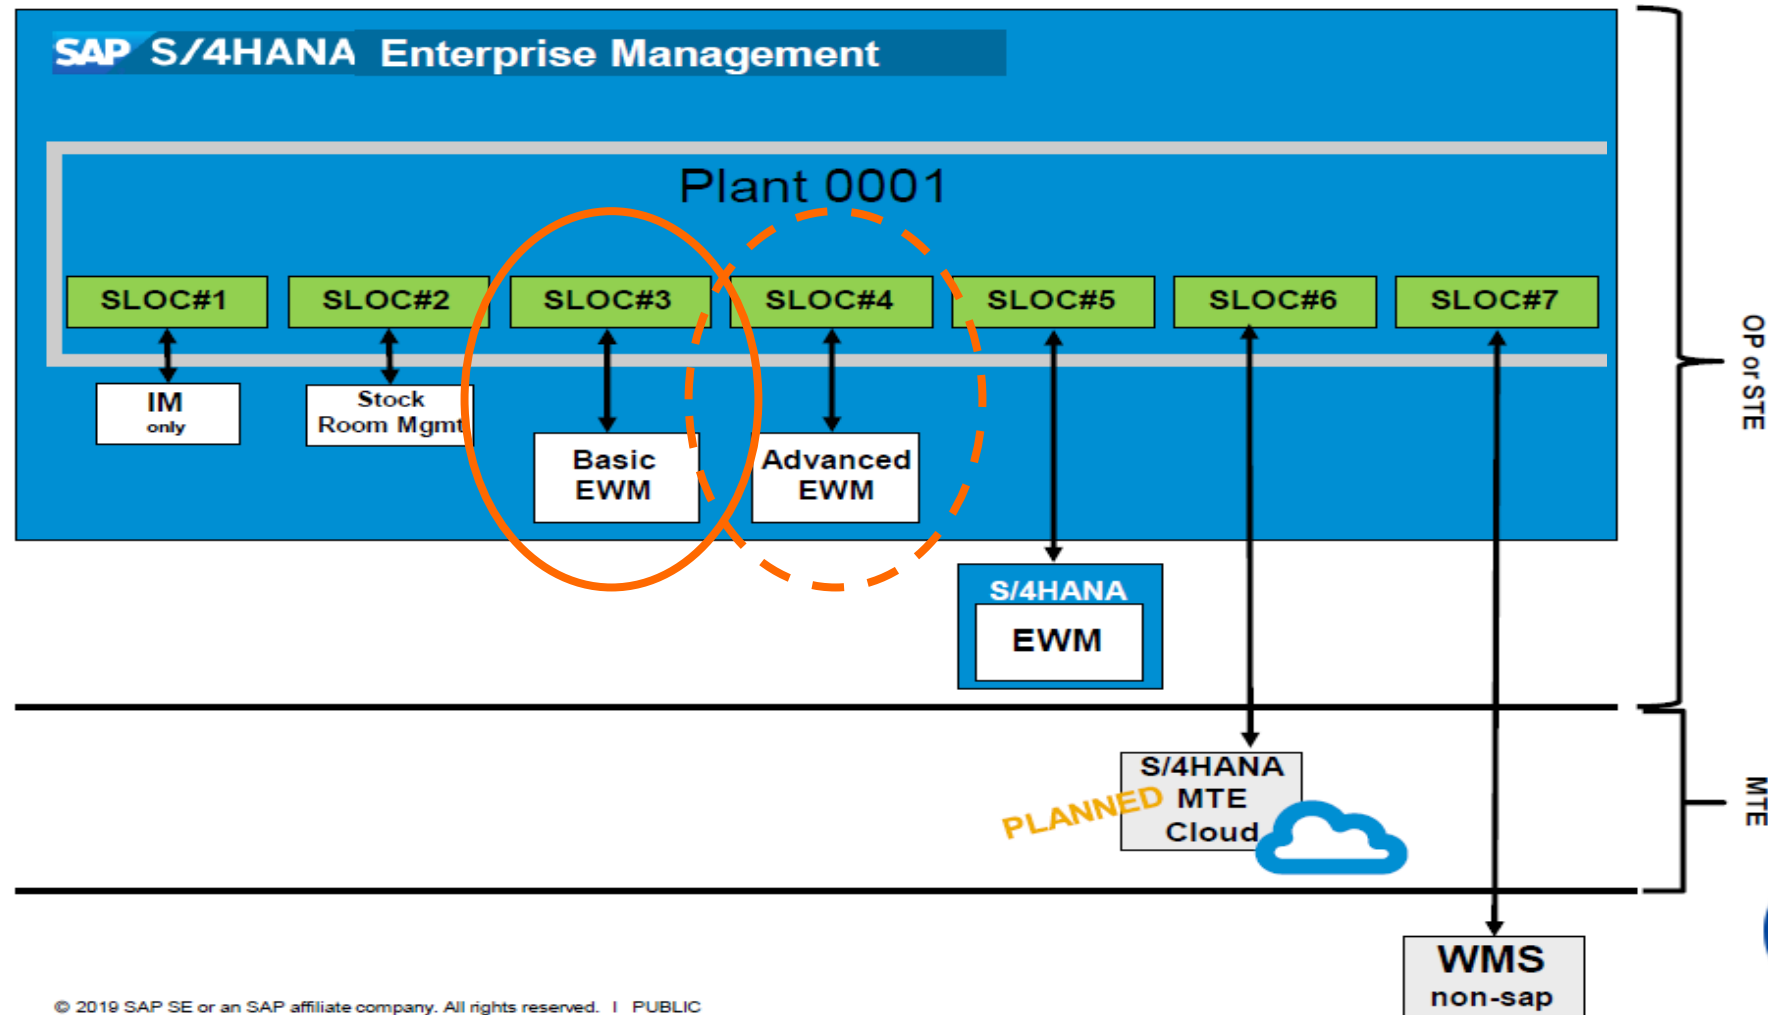 SAP S/4HANA Enterprise Management
Plant 0001
SLOC#1
SLOC#2
SLOC#3
SLOC#4
SLOC#5
SLOC#6
SLOC#7
IM
only
Stock
Room Mgmt
Basic
EWM
Advanced
EWM
S/4HANA
EWM
OP or STE
S/4HANA
MTE
Cloud
PLANNED
MTE
WMS
non-sap
© 2019 SAP SE or an SAP affiliate company. All rights reserved. I PUBLIC